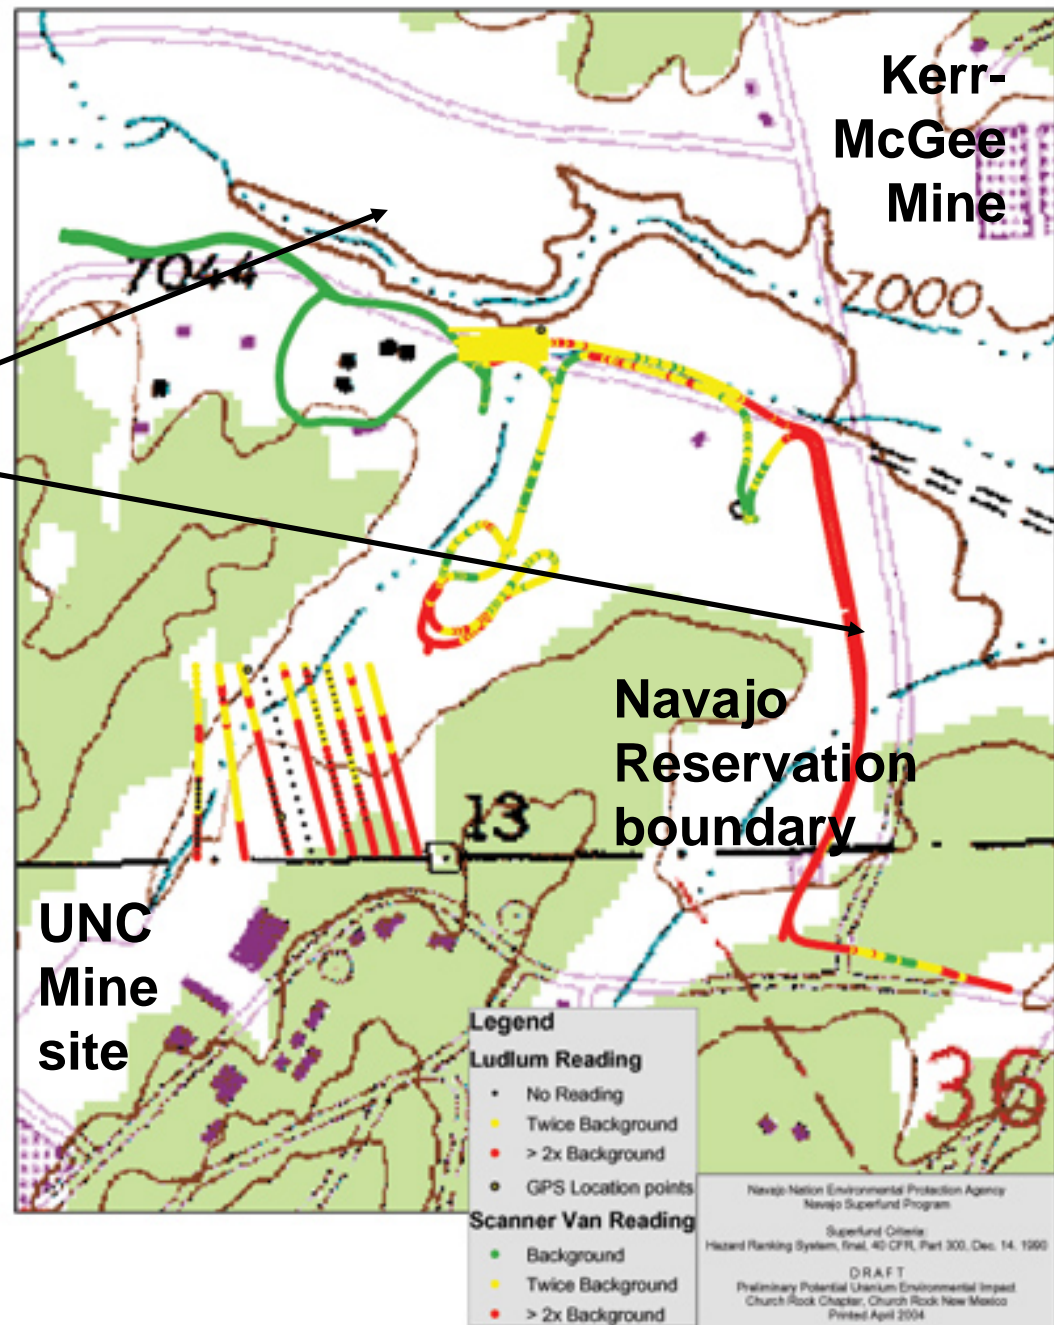 Kerr-
McGee
Mine
7044
7000
Navajo
Reservation
boundary
13
UNC
Mine
site
36
Legend
Ludlum Reading
No Reading
Twice Background
> 2x Background
GPS Location points
Scanner Van Reading
Background
Twice Background
> 2x Background
Navajo Nation Environmental Protection Agency
Navajo Superfund Program
Superfund Criteria:
Hazard Ranking System, final, 40 CFR, Part 300, Dec. 14, 1990
DRAFT
Preliminary Potential Uranium Environmental Impact
Church Rock Chapter, Church Rock New Mexico
Printed April 2004